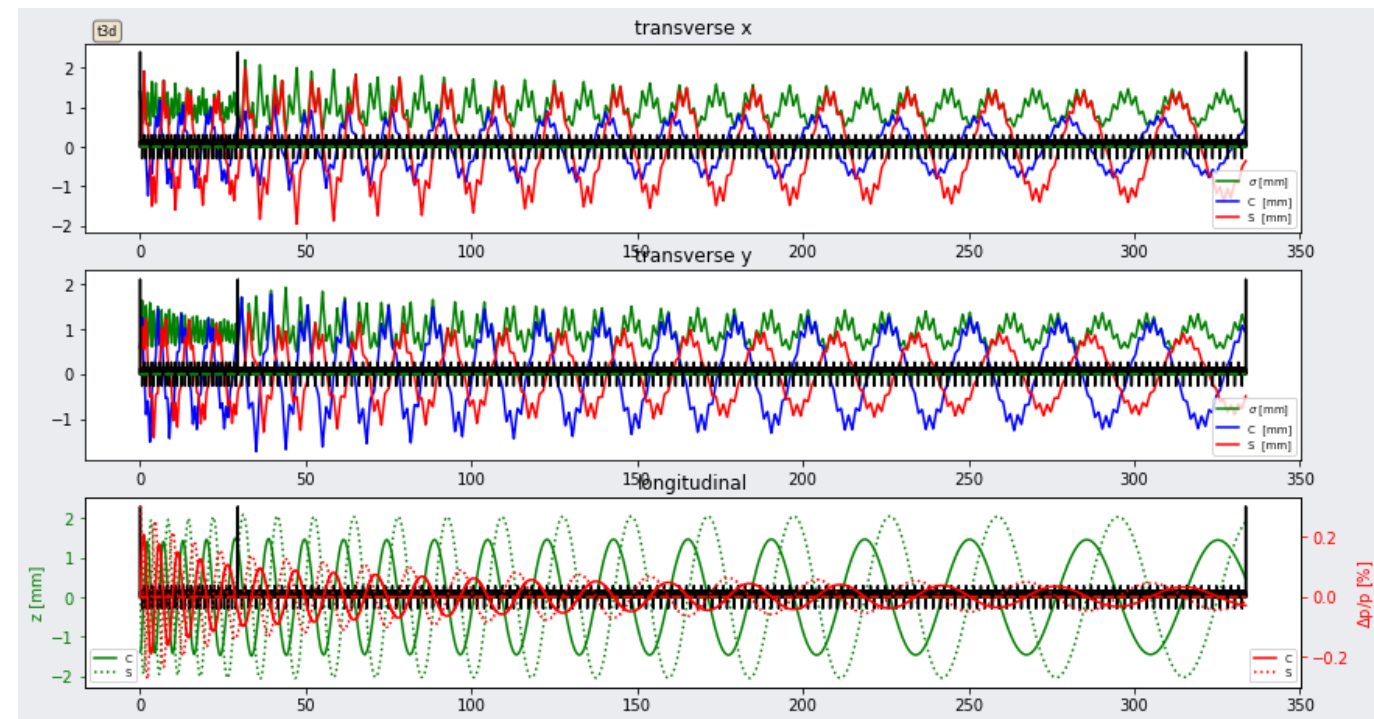 t3d
transverse x
2
1
0
−1
−2
σ [mm]
C [mm]
S [mm]
0 50 100 150 200 250 300 350
transverse y
2
1
0
−1
σ [mm]
C [mm]
S [mm]
0 50 100 150 200 250 300 350
longitudinal
z [mm]
2
1
0
−1
−2
C
S
0.2
0.0
−0.2
Δp/p [%]
C
S
0 50 100 150 200 250 300 350